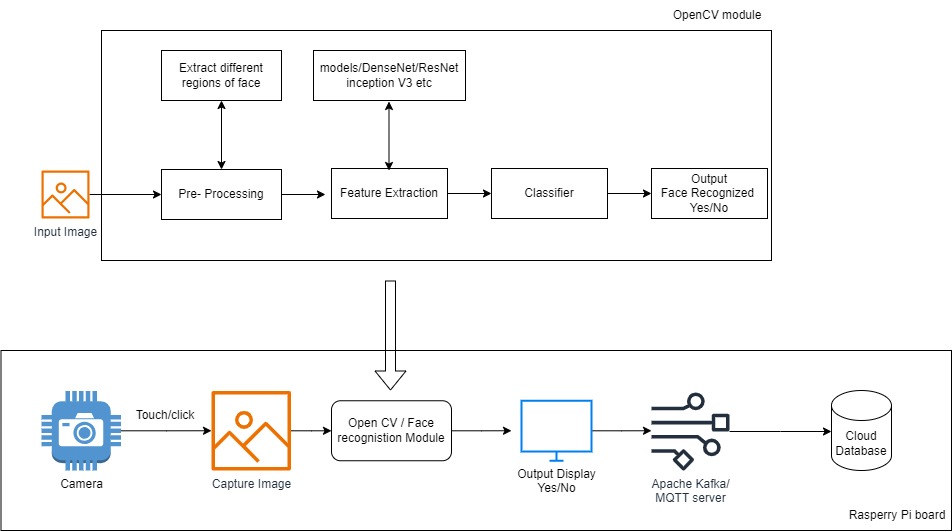 OpenCV module
Extract different
regions of face
models/DenseNet/ResNet
inception V3 etc
Input Image
Pre- Processing
Feature Extraction
Classifier
Output
Face Recognized
Yes/No
Touch/click
Camera
Capture Image
Open CV / Face
recognistion Module
Output Display
Yes/No
Apache Kafka/
MQTT server
Cloud
Database
Rasperry Pi board